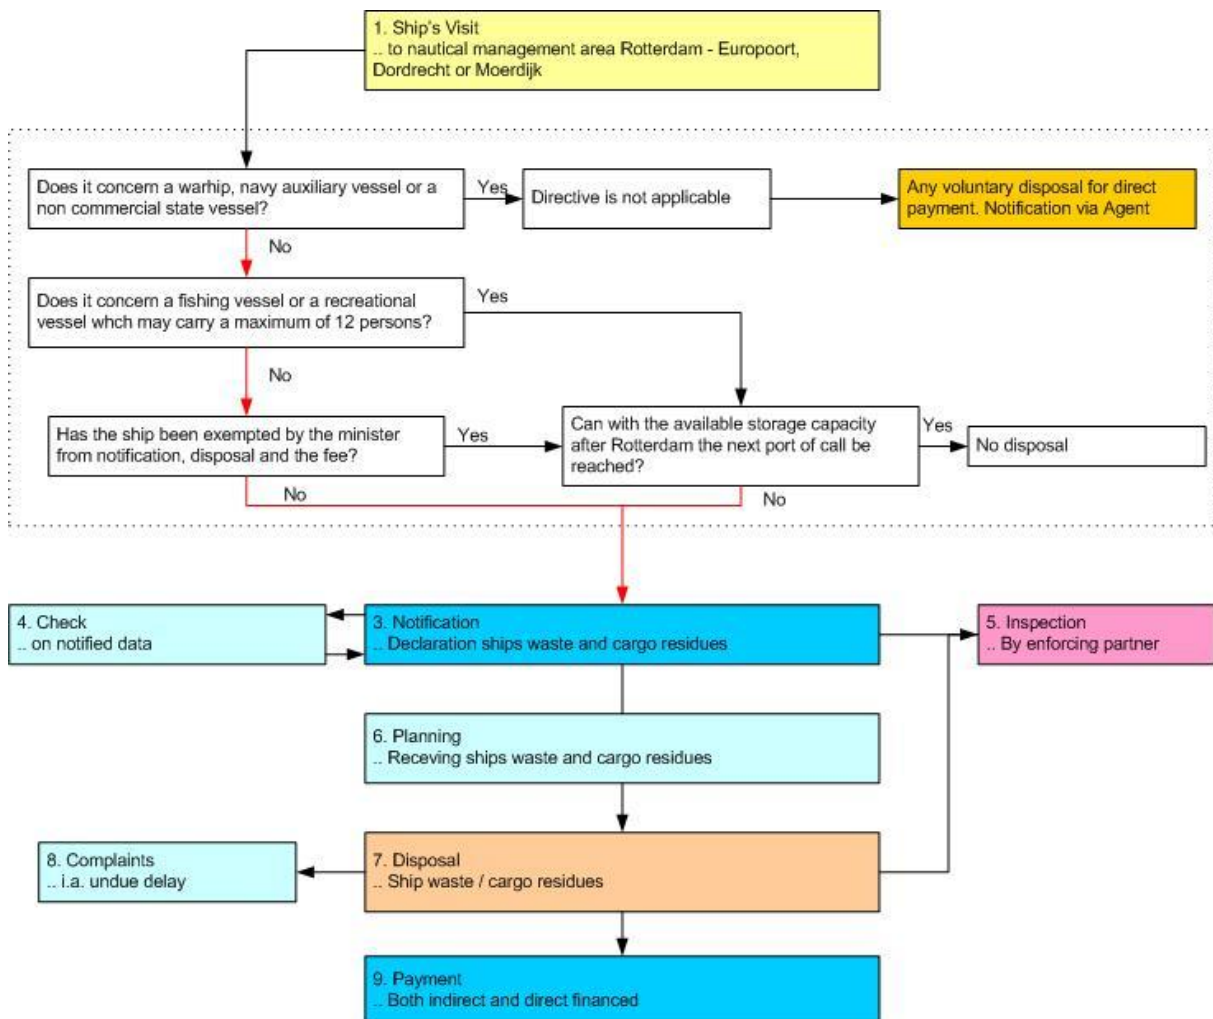 1. Ship's Visit
.. to nautical management area Rotterdam - Europoort,
Dordrecht or Moerdijk
Does it concern a warhip, navy auxiliary vessel or a
non commercial state vessel?
Yes
Directive is not applicable
Any voluntary disposal for direct
payment. Notification via Agent
No
Does it concern a fishing vessel or a recreational
vessel whch may carry a maximum of 12 persons?
Yes
No
Has the ship been exempted by the minister
from notification, disposal and the fee?
Yes
Can with the available storage capacity
after Rotterdam the next port of call be
reached?
Yes
No disposal
No
No
4. Check
.. on notified data
3. Notification
.. Declaration ships waste and cargo residues
5. Inspection
.. By enforcing partner
6. Planning
.. Receving ships waste and cargo residues
8. Complaints
.. i.a. undue delay
7. Disposal
.. Ship waste / cargo residues
9. Payment
.. Both indirect and direct financed